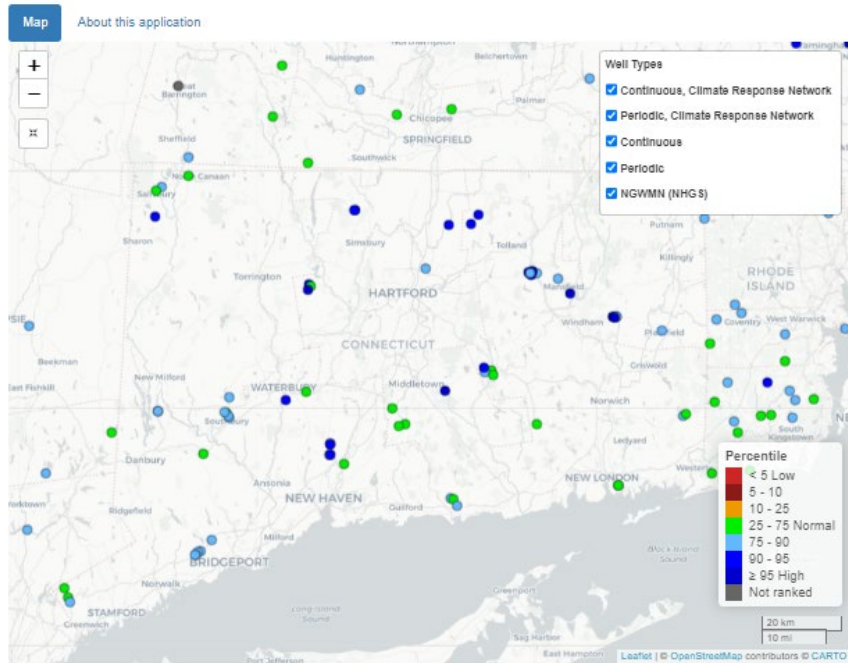 Map
About this application
Huntington
Northampton
Belchertown
Great
Barrington
Palmer
Chicopee
SPRINGFIELD
Sheffield
Southwick
North Canaan
Salisbury
Sharon
Simsbury
Tolland
Putnam
Killingly
Torrington
HARTFORD
Mansfield
RHODE
ISLAND
Coventry
West Warwick
Windham
Plainfield
CONNECTICUT
Beekman
East Fishkill
New Milford
WATERBURY
Middletown
Griswold
Norwich
Southbury
South
Kingstown
Ledyard
Danbury
Ansonia
NEW HAVEN
Guilford
NEW LONDON
Westerly
Yorktown
Ridgefield
Milford
BRIDGEPORT
Norwalk
STAMFORD
Greenwich
Long Island
Sound
Block Island
Sound
Greenport
Sag Harbor
East Hampton
Port Jefferson
Well Types
Continuous, Climate Response Network
Periodic, Climate Response Network
Continuous
Periodic
NGWMN (NHGS)
Percentile
< 5 Low
5 - 10
10 - 25
25 - 75 Normal
75 - 90
90 - 95
≥ 95 High
Not ranked
20 km
10 mi
Leaflet | © OpenStreetMap contributors © CARTO